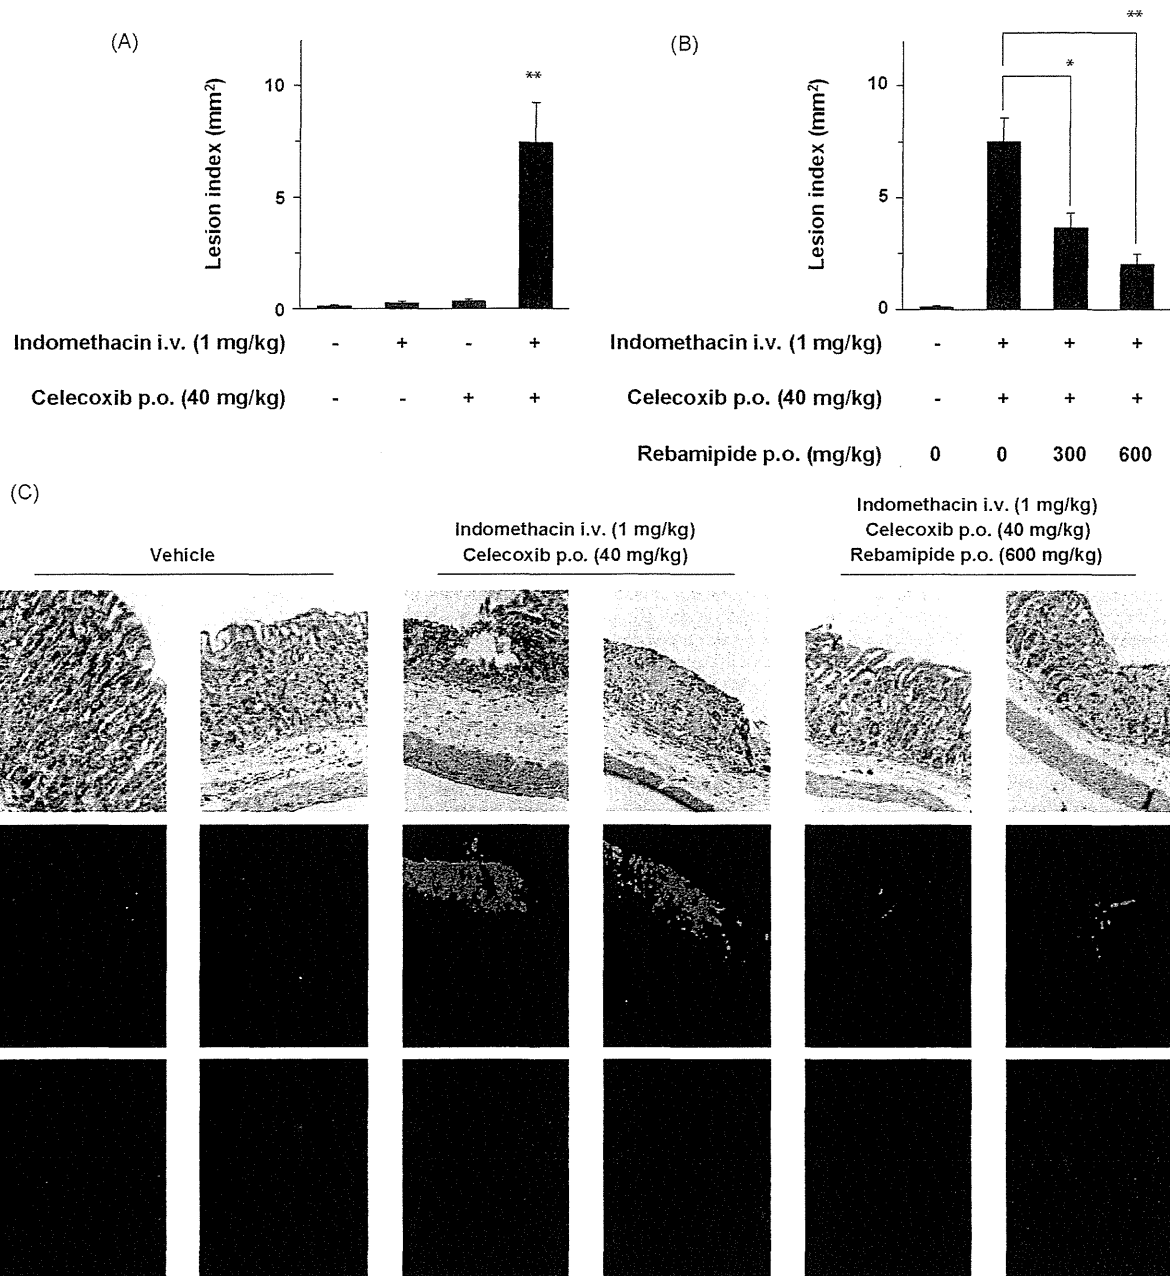 (A)
**
10
5
0
Lesion index (mm²)
Indomethacin i.v. (1 mg/kg) - + - +
Celecoxib p.o. (40 mg/kg) - - + +
(B)
**
*
10
5
0
Lesion index (mm²)
Indomethacin i.v. (1 mg/kg) - + + +
Celecoxib p.o. (40 mg/kg) - + + +
Rebamipide p.o. (mg/kg) 0 0 300 600
(C)
Vehicle
Indomethacin i.v. (1 mg/kg)
Celecoxib p.o. (40 mg/kg)
Indomethacin i.v. (1 mg/kg)
Celecoxib p.o. (40 mg/kg)
Rebamipide p.o. (600 mg/kg)